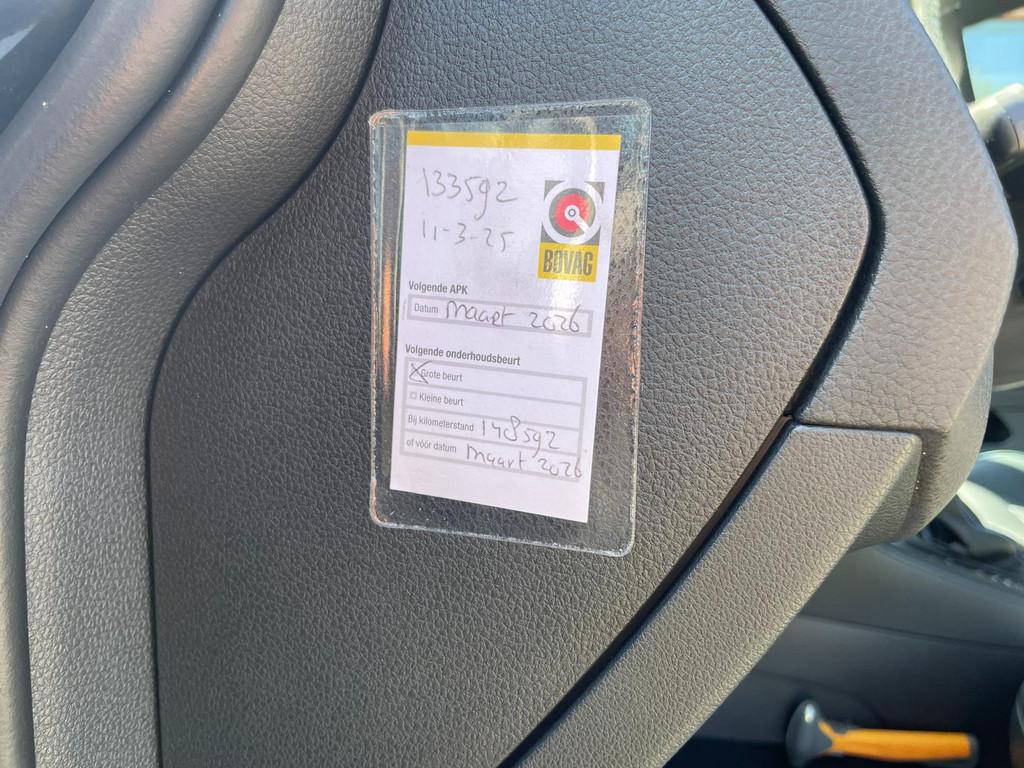 133592
11-3-25
BOVAG
Volgende APK
Datum maart 2026
Volgende onderhoudsbeurt
Grote beurt
Kleine beurt
Bij kilometerstand 148592
of vóór datum maart 2026